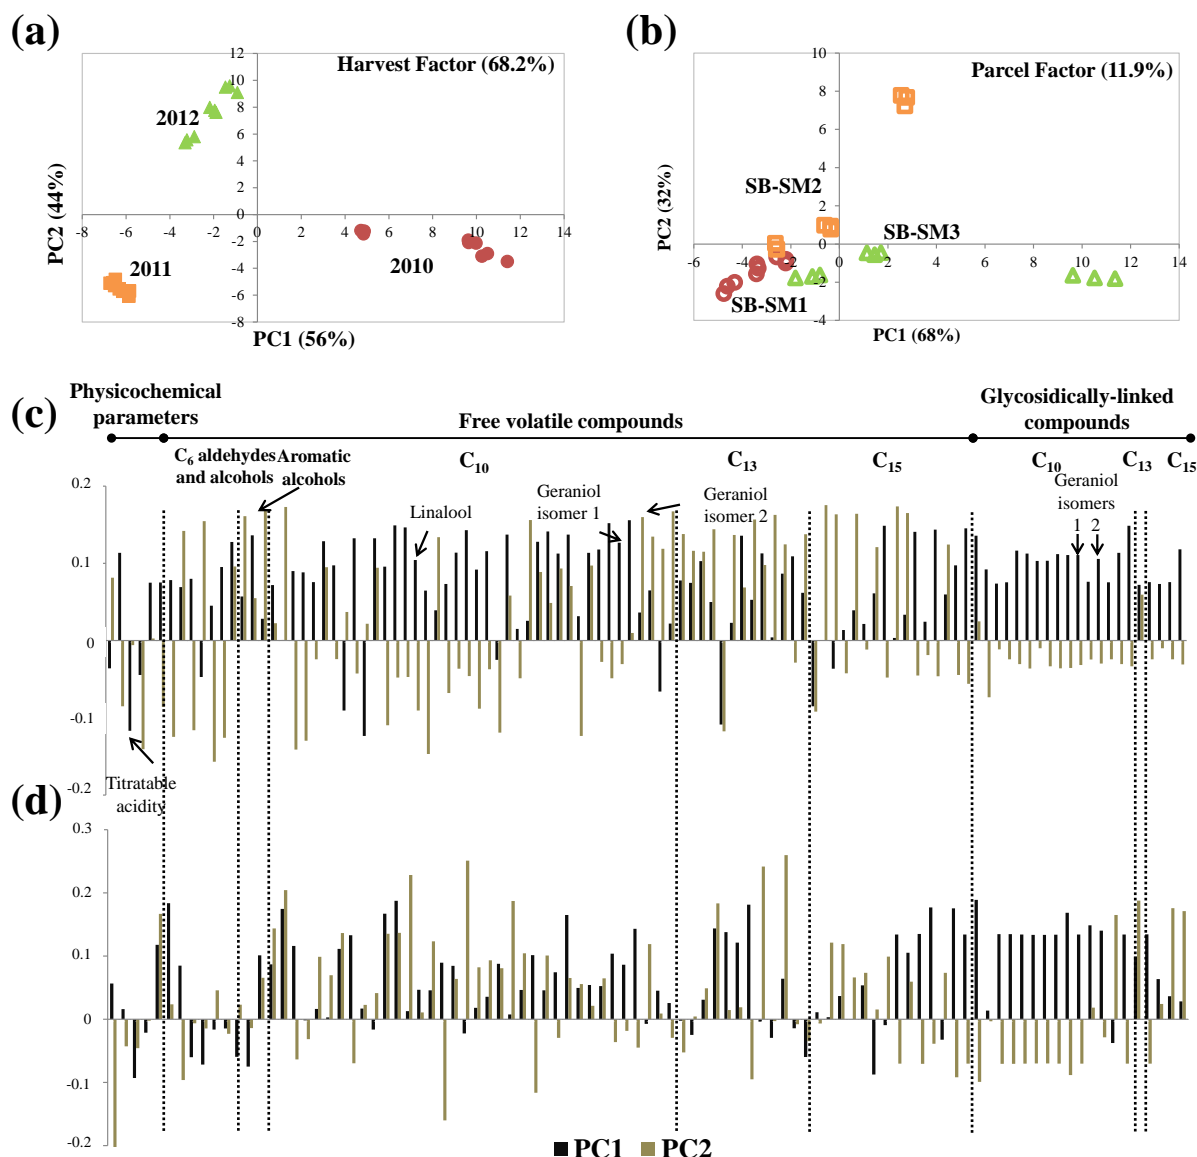 (a)
Harvest Factor (68.2%)
12
10
8
6
4
2
0
-2
-4
-6
-8
-8 -6 -4 -2 0 2 4 6 8 10 12 14
2012
2011
2010
PC2 (44%)
PC1 (56%)
(b)
Parcel Factor (11.9%)
10
8
6
4
2
0
-2
-4
-6 -4 -2 0 2 4 6 8 10 12 14
SB-SM2
SB-SM3
SB-SM1
PC2 (32%)
PC1 (68%)
(c)
Physicochemical
parameters
Free volatile compounds
Glycosidically-linked
compounds
C6 aldehydes
and alcohols
Aromatic
alcohols
C10
C13
C15
C10
C13
C15
Linalool
Geraniol
isomer 1
Geraniol
isomer 2
Geraniol
isomers
1 2
Titratable
acidity
0.2
0.1
0
-0.1
-0.2
(d)
0.3
0.2
0.1
0
-0.1
-0.2
PC1 PC2